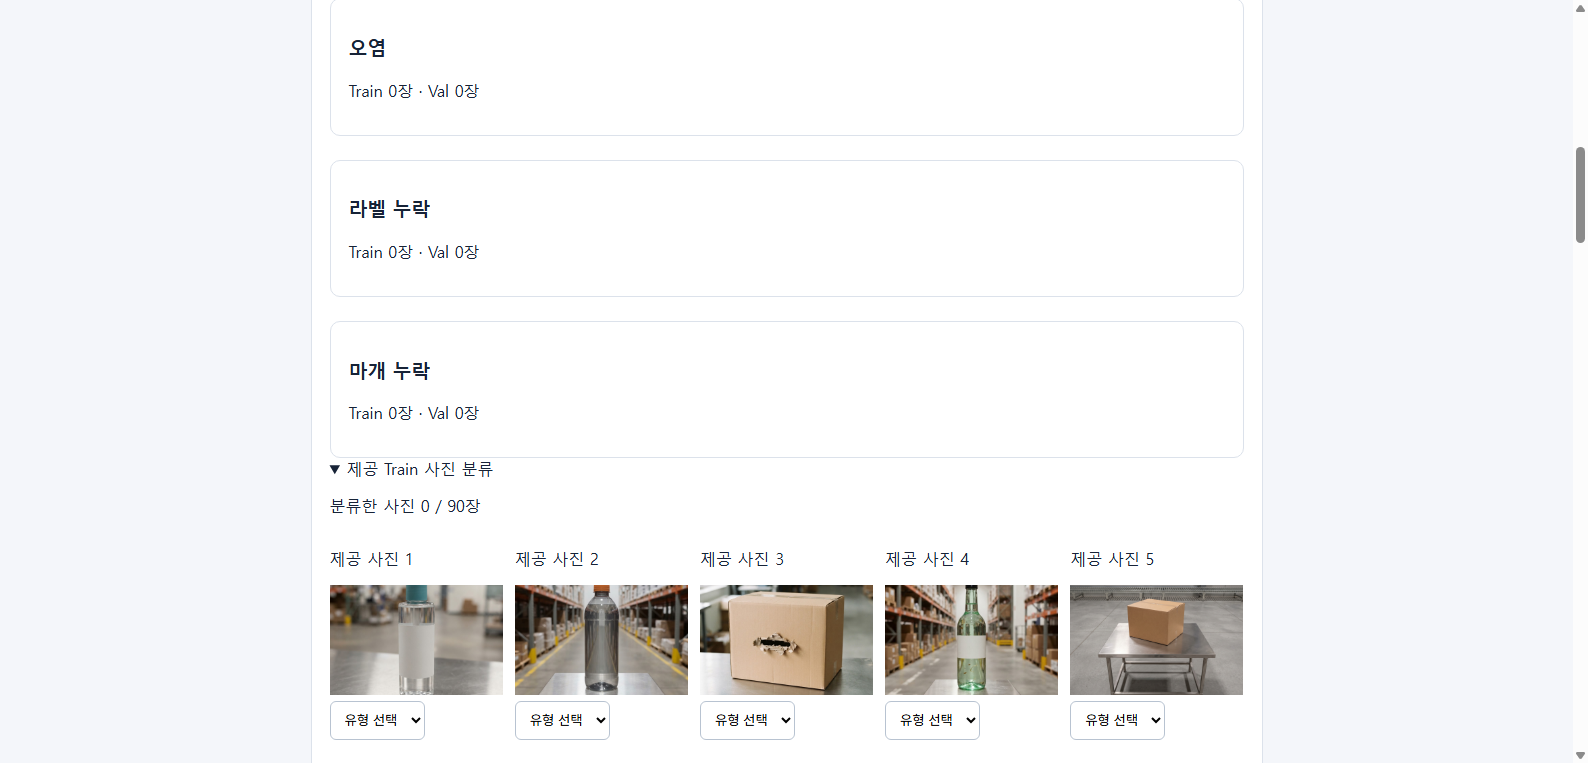 오염
Train 0장 · Val 0장
라벨 누락
Train 0장 · Val 0장
마개 누락
Train 0장 · Val 0장
▼ 제공 Train 사진 분류
분류한 사진 0 / 90장
제공 사진 1
제공 사진 2
제공 사진 3
제공 사진 4
제공 사진 5
유형 선택
유형 선택
유형 선택
유형 선택
유형 선택